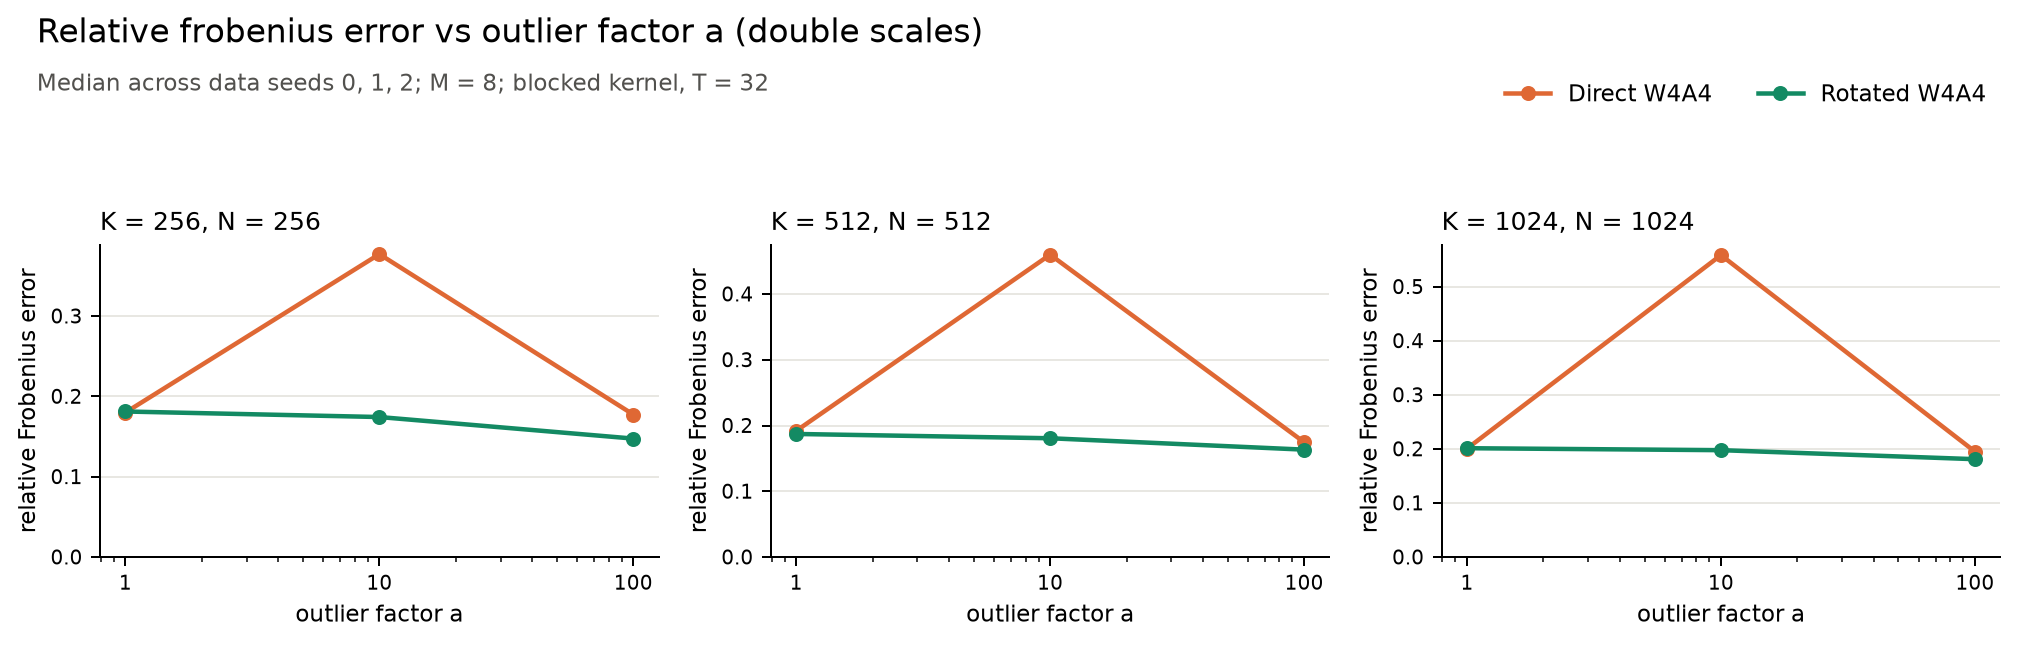 Relative frobenius error vs outlier factor a (double scales)
Median across data seeds 0, 1, 2; M = 8; blocked kernel, T = 32
Direct W4A4
Rotated W4A4
K = 256, N = 256
relative Frobenius error
0.3
0.2
0.1
0.0
1
10
100
outlier factor a
K = 512, N = 512
relative Frobenius error
0.4
0.3
0.2
0.1
0.0
1
10
100
outlier factor a
K = 1024, N = 1024
relative Frobenius error
0.5
0.4
0.3
0.2
0.1
0.0
1
10
100
outlier factor a